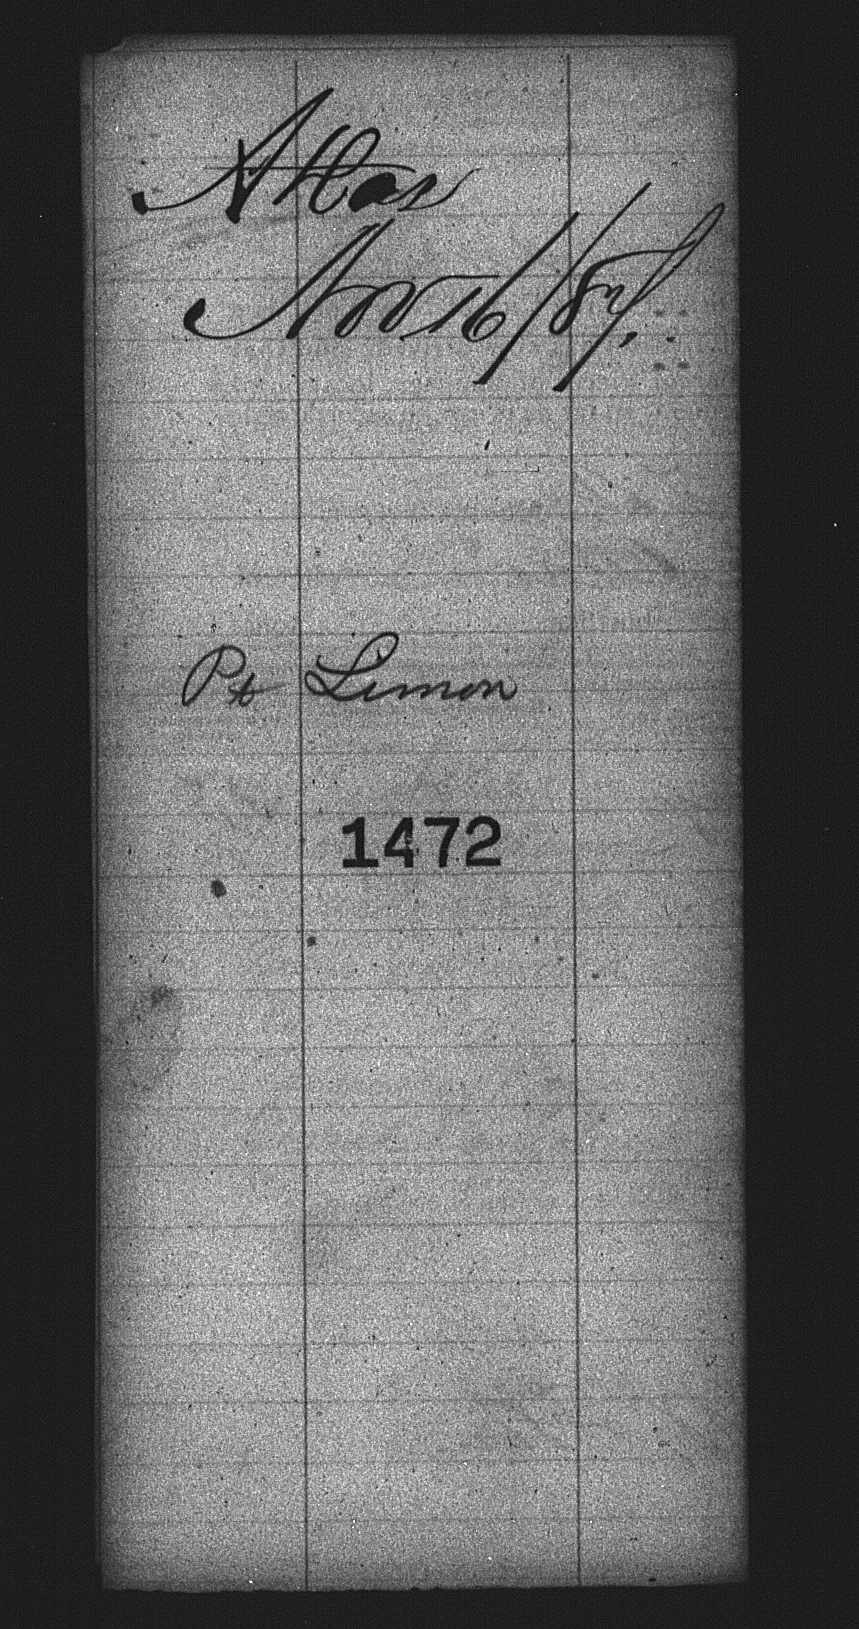 Atlas
Nov 16/87.
Pt Limon
1472